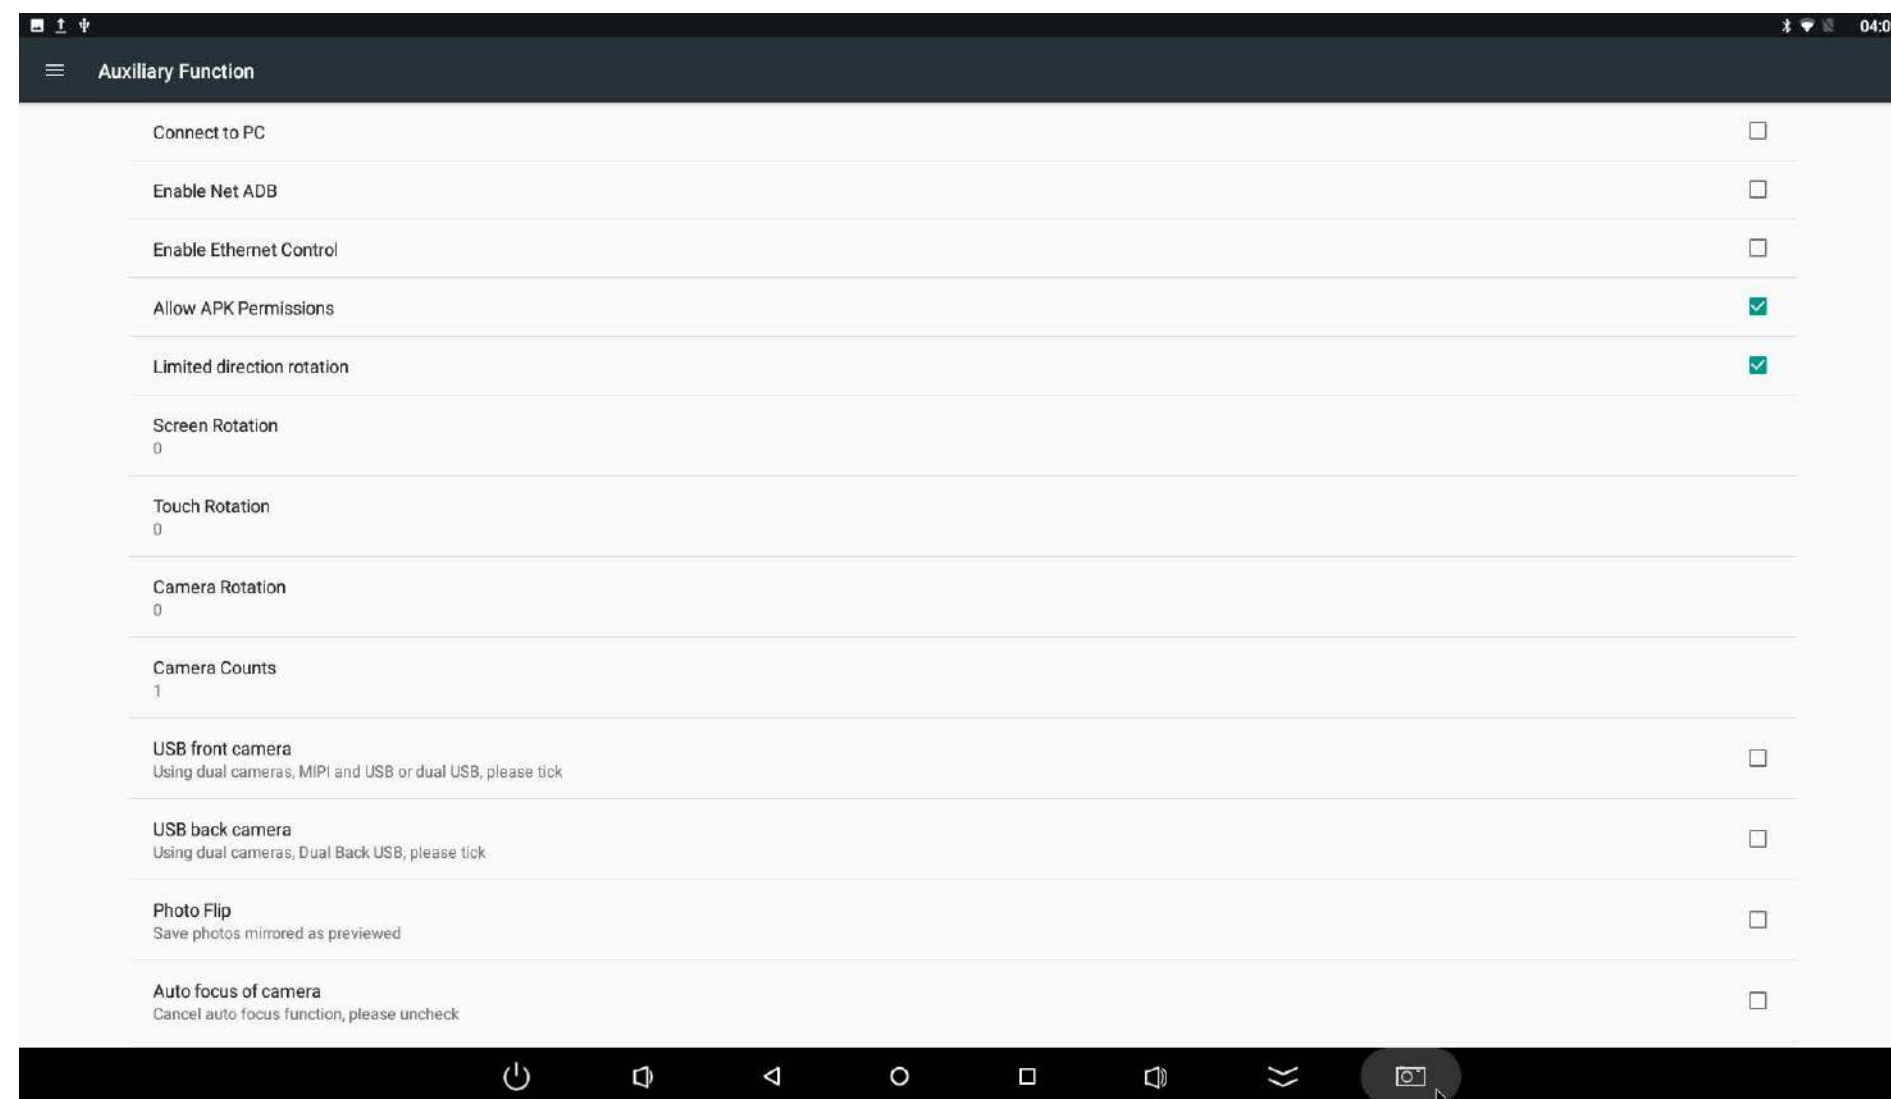 04:0
Auxiliary Function
Connect to PC
Enable Net ADB
Enable Ethernet Control
Allow APK Permissions
Limited direction rotation
Screen Rotation
0
Touch Rotation
0
Camera Rotation
0
Camera Counts
1
USB front camera
Using dual cameras, MIPI and USB or dual USB, please tick
USB back camera
Using dual cameras, Dual Back USB, please tick
Photo Flip
Save photos mirrored as previewed
Auto focus of camera
Cancel auto focus function, please uncheck